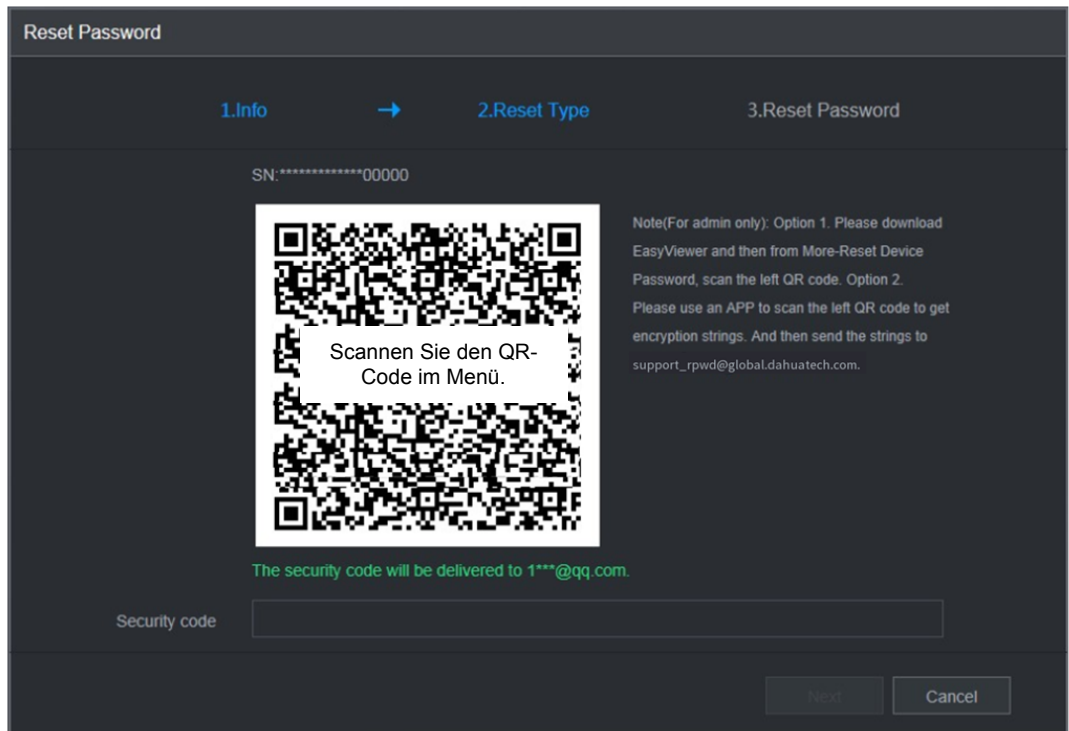 Reset Password
1.Info → 2.Reset Type 3.Reset Password
SN:*************00000
Note(For admin only): Option 1. Please download
EasyViewer and then from More-Reset Device
Password, scan the left QR code. Option 2.
Please use an APP to scan the left QR code to get
encryption strings. And then send the strings to
support_rpwd@global.dahuatech.com.
Scannen Sie den QR-
Code im Menü.
The security code will be delivered to 1***@qq.com.
Security code
Next Cancel